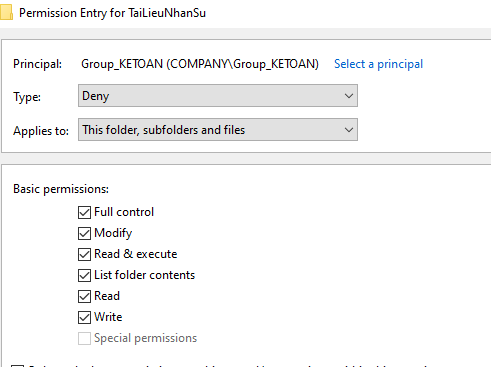 Permission Entry for TaiLieuNhanSu
Principal: Group_KETOAN (COMPANY\Group_KETOAN) Select a principal
Type: Deny
Applies to: This folder, subfolders and files
Basic permissions:
Full control
Modify
Read & execute
List folder contents
Read
Write
Special permissions